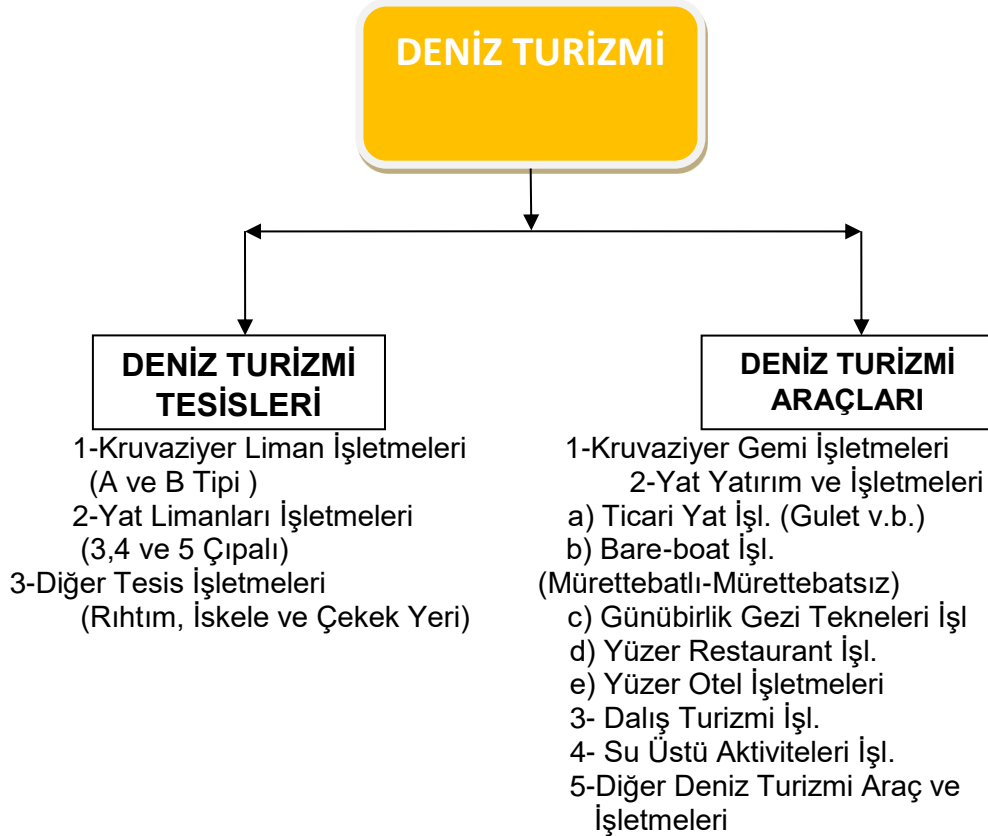 DENİZ TURİZMİ
DENİZ TURİZMİ
TESİSLERİ
1-Kruvaziyer Liman İşletmeleri
(A ve B Tipi )
2-Yat Limanları İşletmeleri
(3,4 ve 5 Çıpalı)
3-Diğer Tesis İşletmeleri
(Rıhtım, İskele ve Çekek Yeri)
DENİZ TURİZMİ
ARAÇLARI
1-Kruvaziyer Gemi İşletmeleri
2-Yat Yatırım ve İşletmeleri
a) Ticari Yat İşl. (Gulet v.b.)
b) Bare-boat İşl.
(Mürettebatlı-Mürettebatsız)
c) Günübirlik Gezi Tekneleri İşl
d) Yüzer Restaurant İşl.
e) Yüzer Otel İşletmeleri
3- Dalış Turizmi İşl.
4- Su Üstü Aktiviteleri İşl.
5-Diğer Deniz Turizmi Araç ve
İşletmeleri